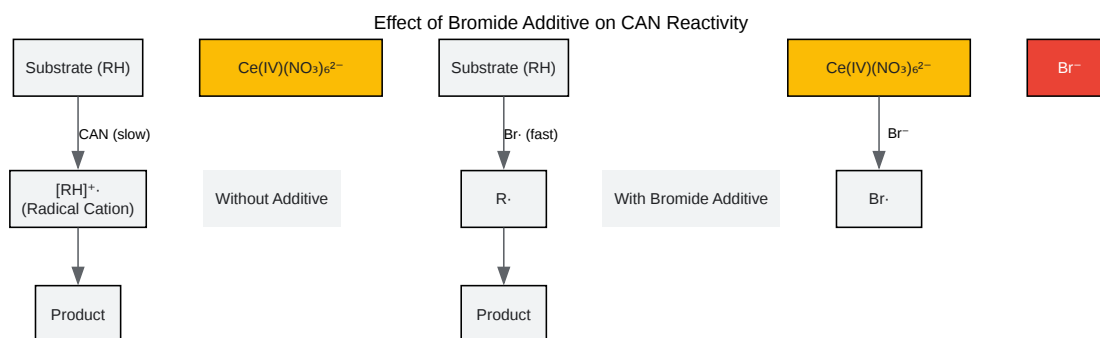 Effect of Bromide Additive on CAN Reactivity
Substrate (RH)
Ce(IV)(NO₃)₆²⁻
Substrate (RH)
Ce(IV)(NO₃)₆²⁻
Br⁻
CAN (slow)
Br· (fast)
Br⁻
[RH]⁺·
(Radical Cation)
Without Additive
R·
With Bromide Additive
Br·
Product
Product